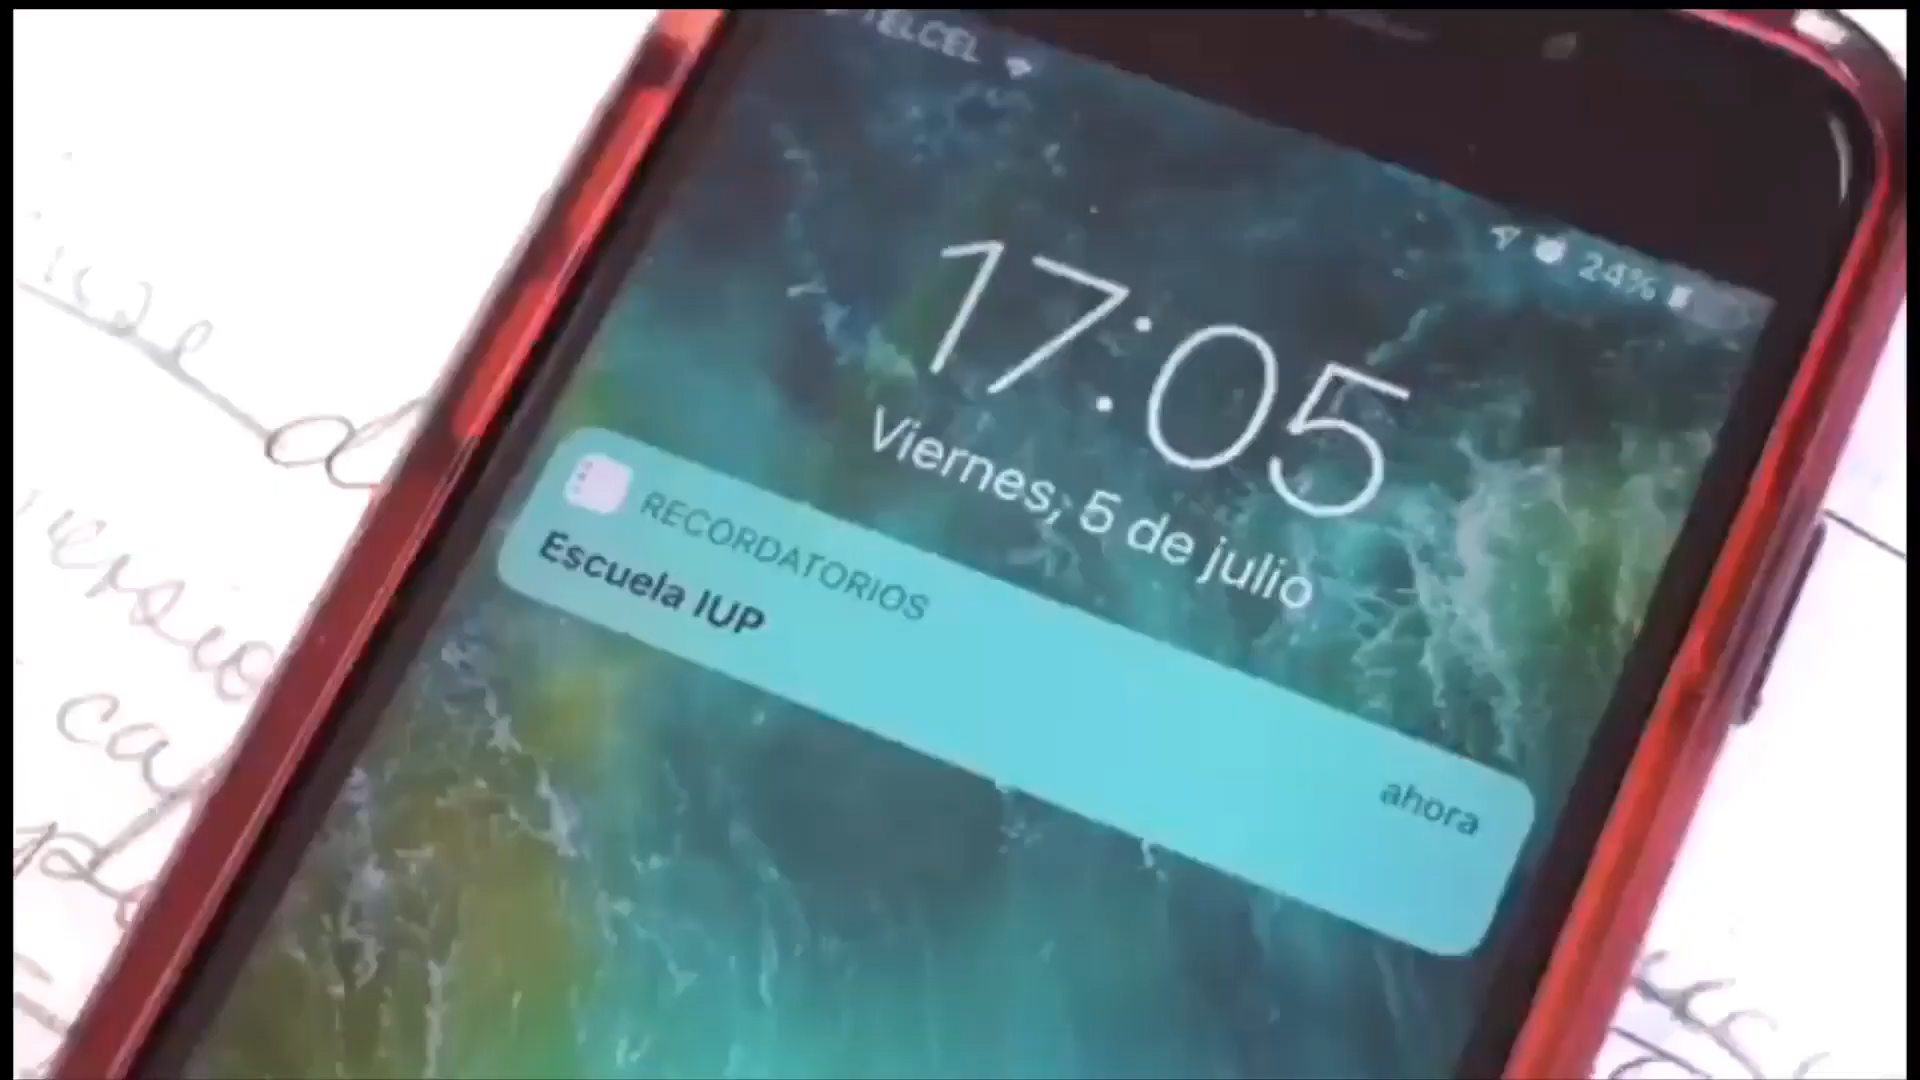 TELCEL
24%
17:05
Viernes, 5 de julio
RECORDATORIOS
ahora
Escuela IUP